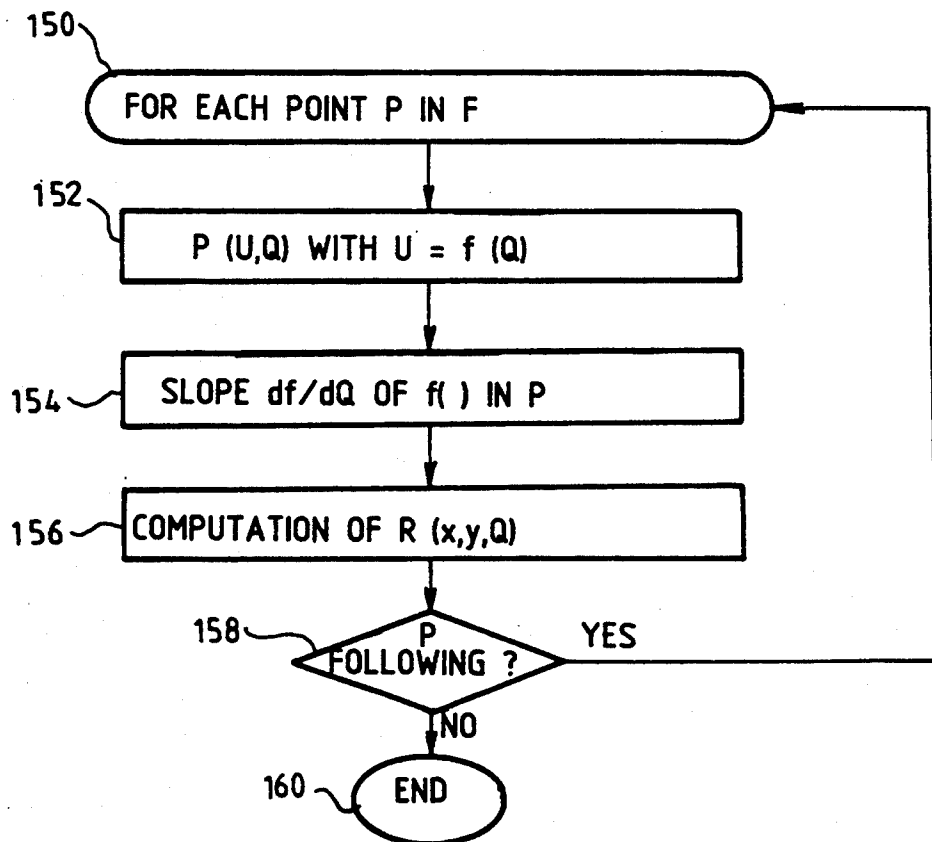 150
FOR EACH POINT P IN F
152
P (U,Q) WITH U = f (Q)
154
SLOPE df/dQ OF f( ) IN P
156
COMPUTATION OF R (x,y,Q)
158
P
FOLLOWING ?
YES
NO
160
END